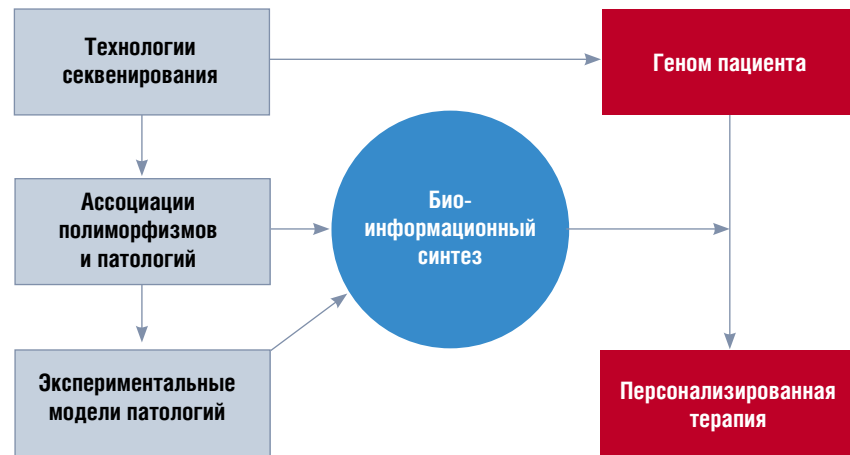 Технологии
секвенирования
Геном пациента
Ассоциации
полиморфизмов
и патологий
Био-
информационный
синтез
Экспериментальные
модели патологий
Персонализированная
терапия